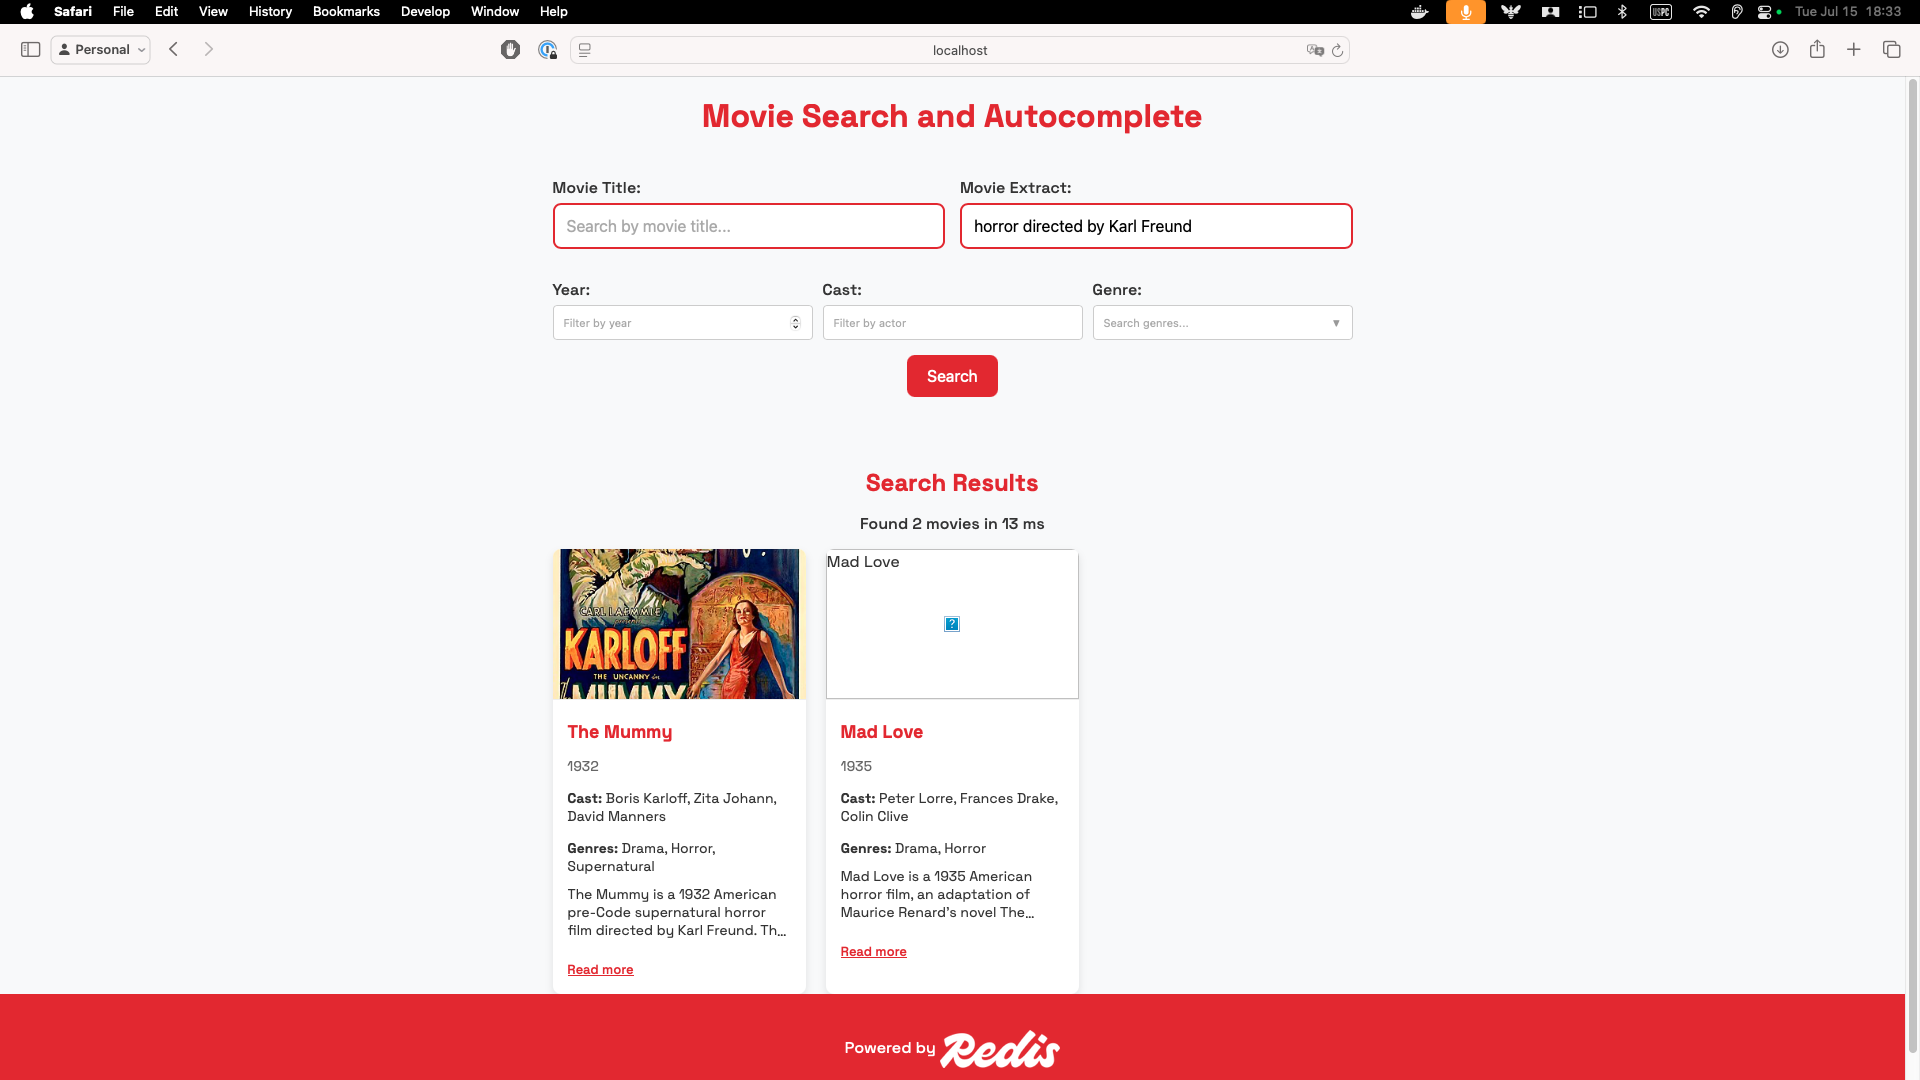 Safari File Edit View History Bookmarks Develop Window Help
USPC
Tue Jul 15 18:33
Personal
localhost
Movie Search and Autocomplete
Movie Title:
Movie Extract:
Search by movie title...
horror directed by Karl Freund
Year:
Cast:
Genre:
Filter by year
Filter by actor
Search genres...
Search
Search Results
Found 2 movies in 13 ms
CARL LAEMMLE
presents
KARLOFF
THE UNCANNY in
MUMMY
The Mummy
1932
Cast: Boris Karloff, Zita Johann,
David Manners
Genres: Drama, Horror,
Supernatural
The Mummy is a 1932 American
pre-Code supernatural horror
film directed by Karl Freund. Th...
Read more
Mad Love
?
Mad Love
1935
Cast: Peter Lorre, Frances Drake,
Colin Clive
Genres: Drama, Horror
Mad Love is a 1935 American
horror film, an adaptation of
Maurice Renard's novel The...
Read more
Powered by Redis